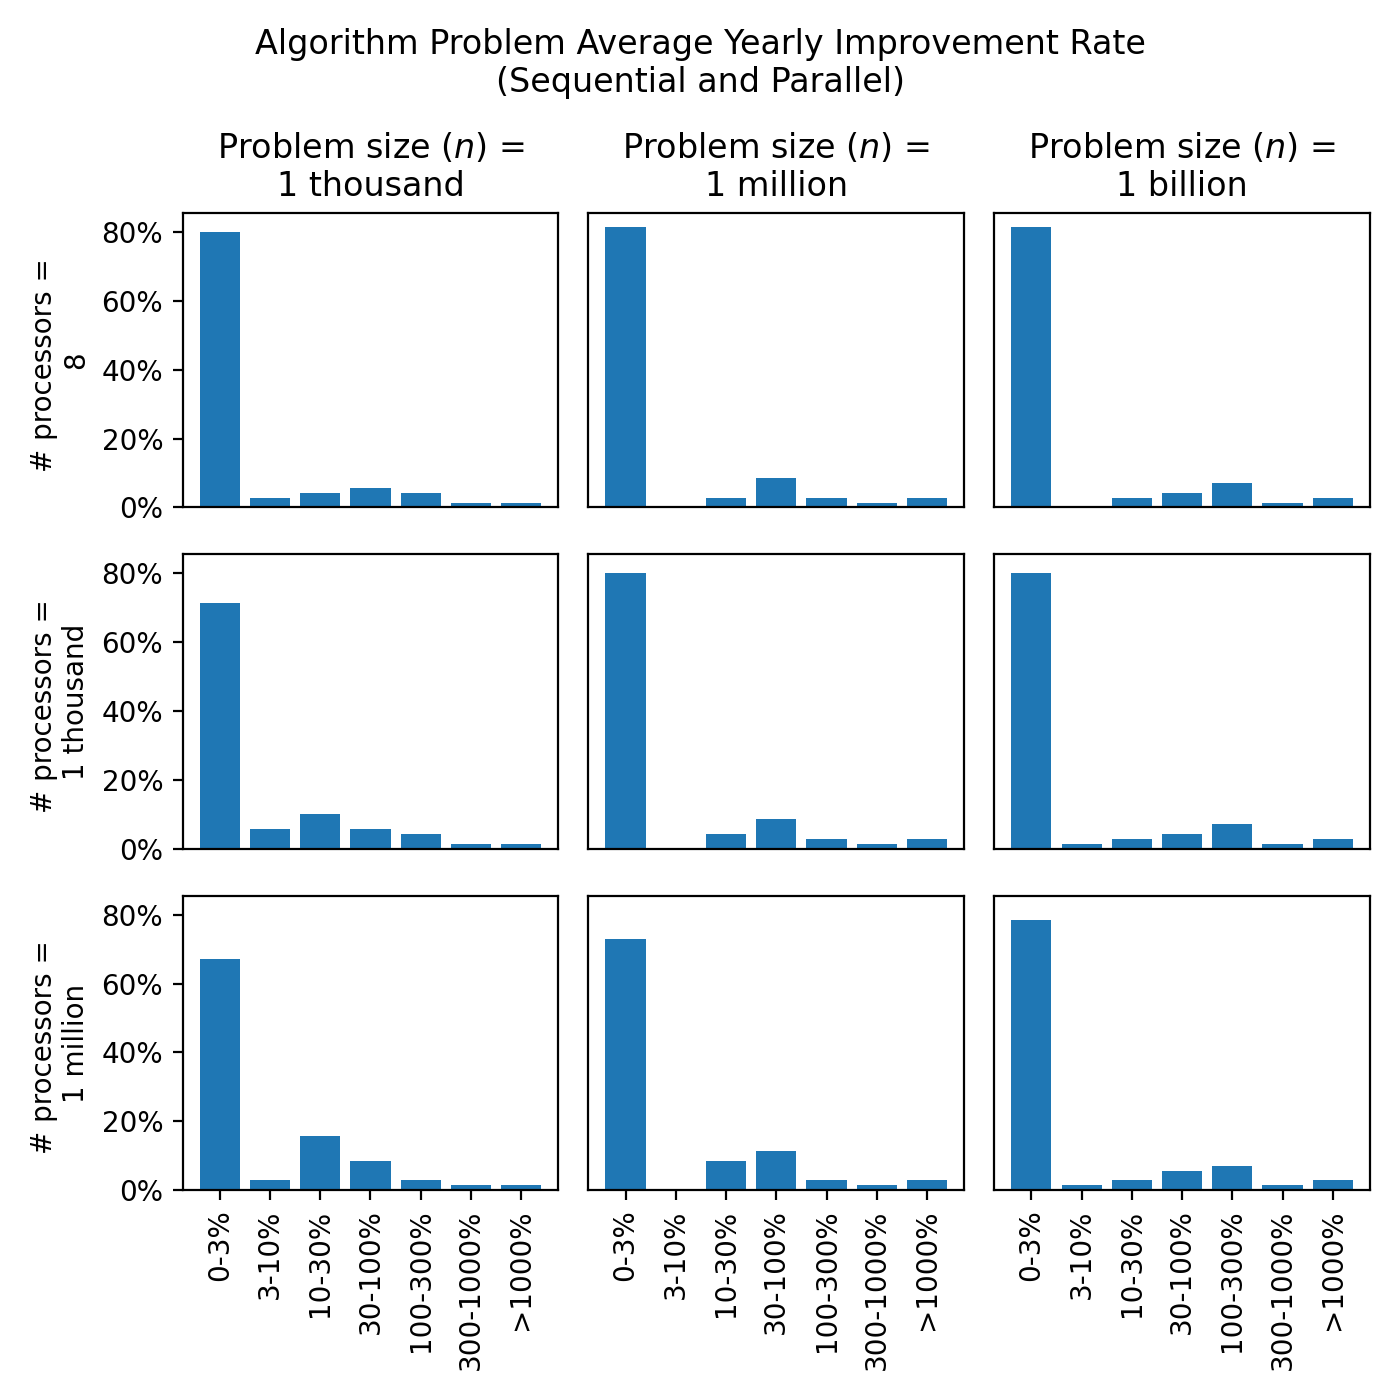 Algorithm Problem Average Yearly Improvement Rate
(Sequential and Parallel)
Problem size (n) =
1 thousand
Problem size (n) =
1 million
Problem size (n) =
1 billion
# processors =
8
80%
60%
40%
20%
0%
# processors =
1 thousand
80%
60%
40%
20%
0%
# processors =
1 million
80%
60%
40%
20%
0%
0-3%
3-10%
10-30%
30-100%
100-300%
300-1000%
>1000%
0-3%
3-10%
10-30%
30-100%
100-300%
300-1000%
>1000%
0-3%
3-10%
10-30%
30-100%
100-300%
300-1000%
>1000%